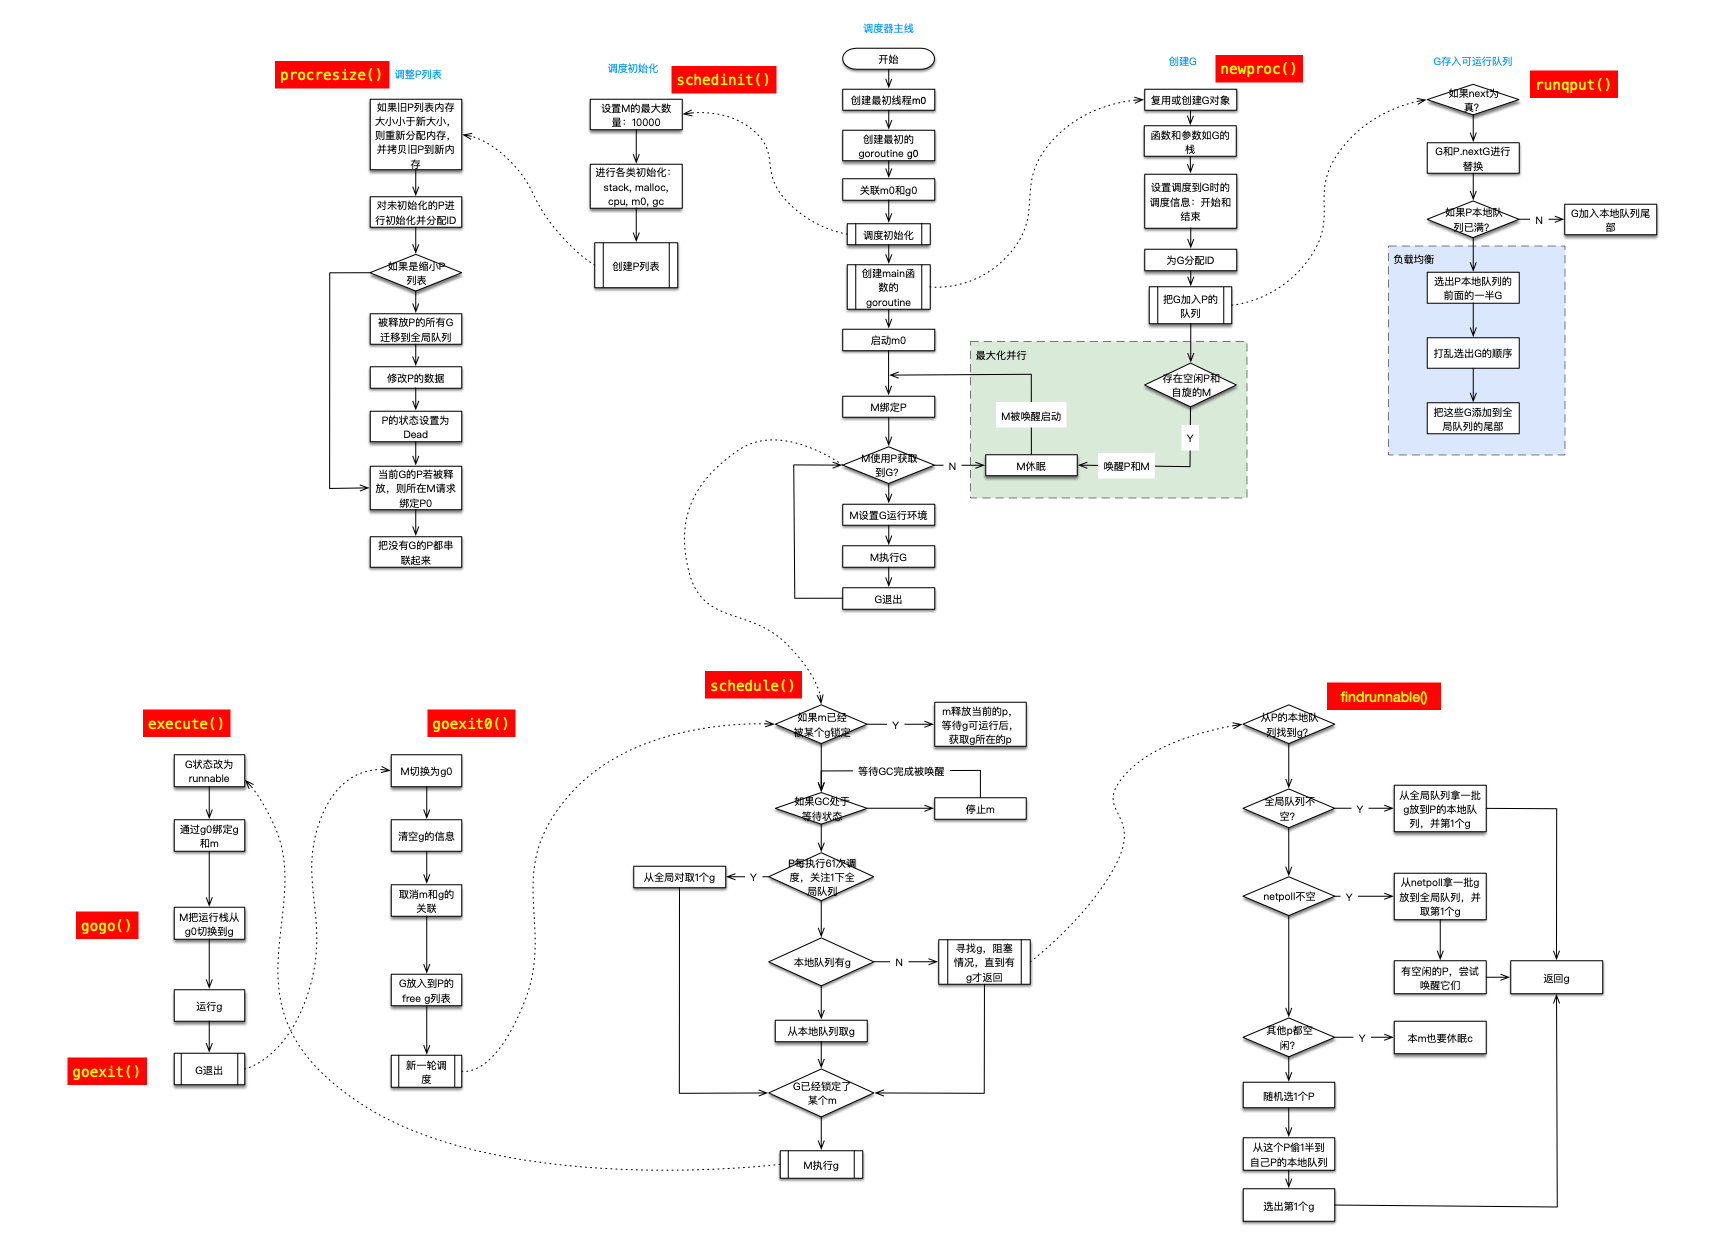 调度器主线
开始
创建最初线程m0
创建最初的
goroutine g0
关联m0和g0
调度初始化
创建main函
数的
goroutine
启动m0
M绑定P
M使用P获取
到G?
N
M设置G运行环境
M执行G
G退出
procresize()
调整P列表
如果旧P列表内存
大小小于新大小,
则重新分配内存,
并拷贝旧P到新内
存
对未初始化的P进
行初始化并分配ID
如果是缩小P
列表
被释放P的所有G
迁移到全局队列
修改P的数据
P的状态设置为
Dead
当前G的P若被释
放,则所在M请求
绑定P0
把没有G的P都串
联起来
调度初始化
schedinit()
设置M的最大数
量:10000
进行各类初始化:
stack, malloc,
cpu, m0, gc
创建P列表
创建G
newproc()
复用或创建G对象
函数和参数如G的
栈
设置调度到G时的
调度信息:开始和
结束
为G分配ID
把G加入P的
队列
最大化并行
存在空闲P和
自旋的M
M被唤醒启动
Y
M休眠
唤醒P和M
G存入可运行队列
runqput()
如果next为
真?
G和P.nextG进行
替换
如果P本地队
列已满?
N
G加入本地队列尾
部
负载均衡
选出P本地队列的
前面的一半G
打乱选出G的顺序
把这些G添加到全
局队列的尾部
execute()
G状态改为
runnable
通过g0绑定g
和m
gogo()
M把运行栈从
g0切换到g
运行g
goexit()
G退出
goexit0()
M切换为g0
清空g的信息
取消m和g的
关联
G放入到P的
free g列表
新一轮调
度
schedule()
如果m已经
被某个g锁定
Y
m释放当前的p,
等待g可运行后,
获取g所在的p
等待GC完成被唤醒
如果GC处于
等待状态
停止m
P每执行61次调
度,关注1下全
局队列
Y
从全局对取1个g
本地队列有g
N
寻找g,阻塞
情况,直到有
g才返回
从本地队列取g
G已经锁定了
某个m
M执行g
findrunnable()
从P的本地队
列找到g?
全局队列不
空?
Y
从全局队列拿一批
g放到P的本地队
列,并第1个g
netpoll不空
Y
从netpoll拿一批g
放到全局队列,并
取第1个g
有空闲的P,尝试
唤醒它们
返回g
其他p都空
闲?
Y
本m也要休眠c
随机选1个P
从这个P偷1半到
自己P的本地队列
选出第1个g